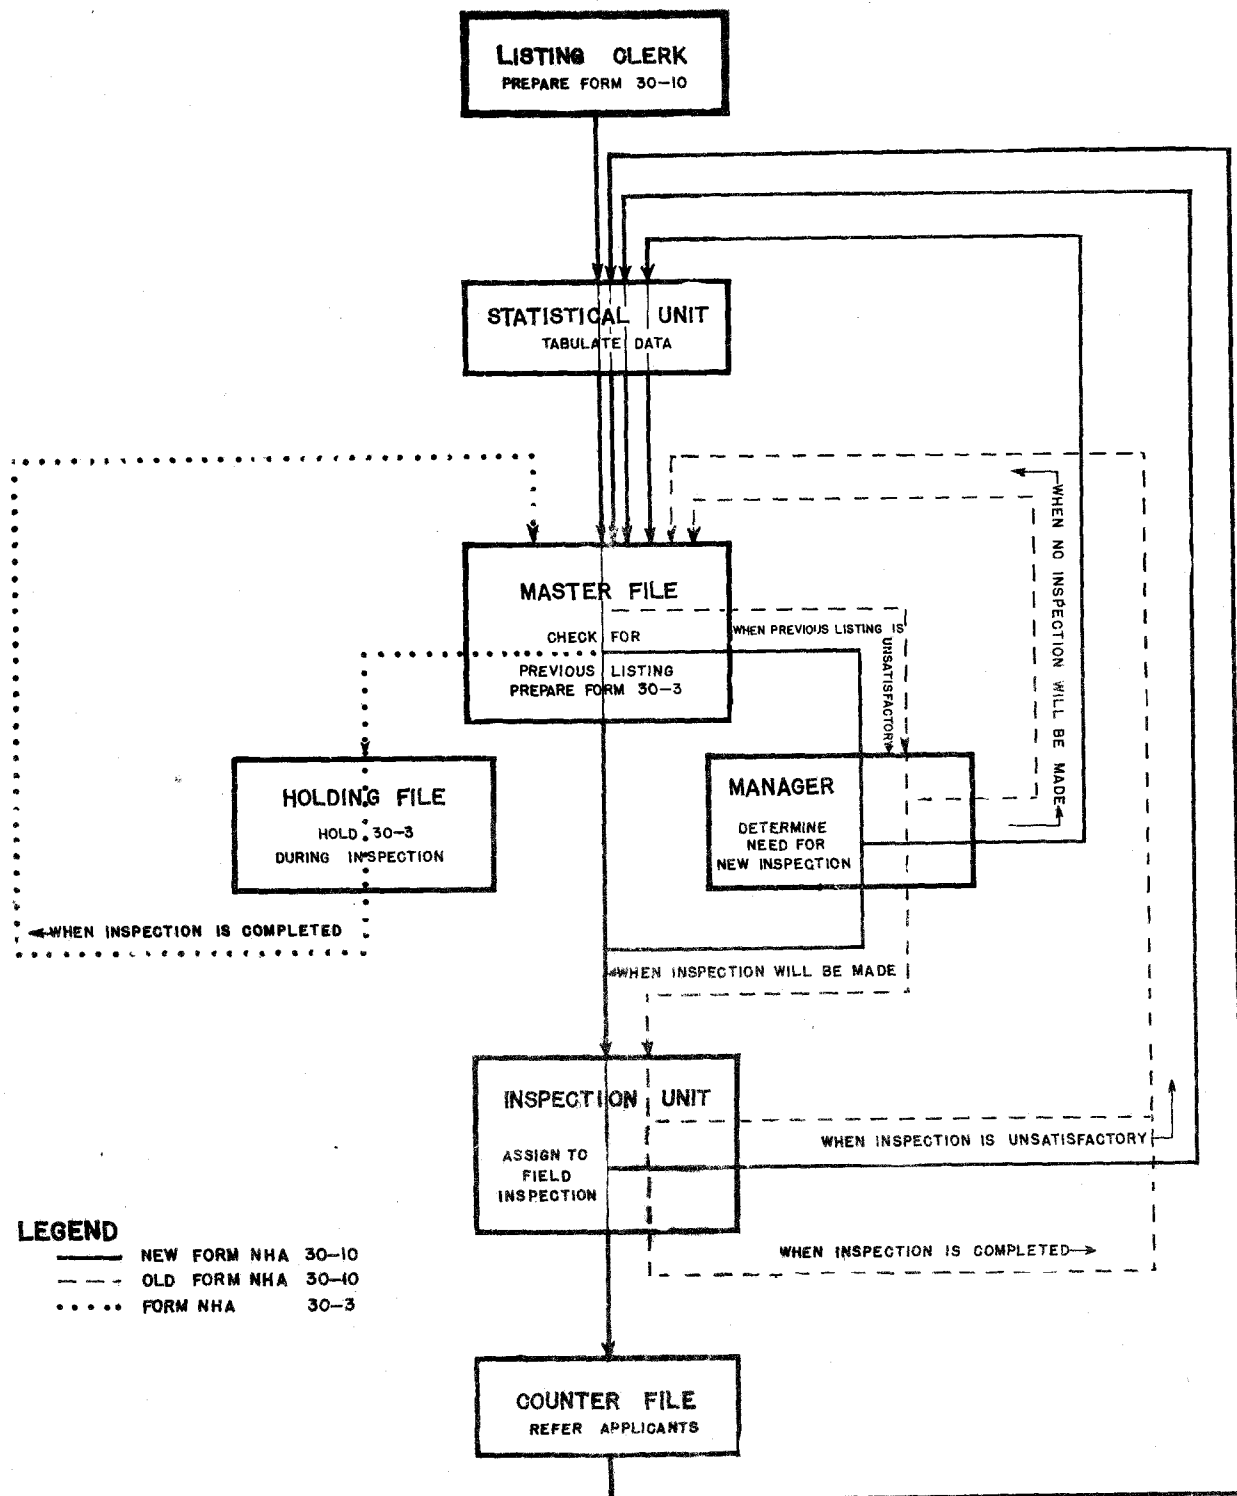 LISTING CLERK
PREPARE FORM 30-10
STATISTICAL UNIT
TABULATE DATA
MASTER FILE
CHECK FOR
PREVIOUS LISTING
PREPARE FORM 30-3
WHEN PREVIOUS LISTING IS
UNSATISFACTORY
WHEN NO INSPECTION WILL BE MADE
HOLDING FILE
HOLD 30-3
DURING INSPECTION
MANAGER
DETERMINE
NEED FOR
NEW INSPECTION
WHEN INSPECTION IS COMPLETED
WHEN INSPECTION WILL BE MADE
INSPECTION UNIT
ASSIGN TO
FIELD
INSPECTION
WHEN INSPECTION IS UNSATISFACTORY
WHEN INSPECTION IS COMPLETED
LEGEND
NEW FORM NHA 30-10
OLD FORM NHA 30-10
FORM NHA 30-3
COUNTER FILE
REFER APPLICANTS